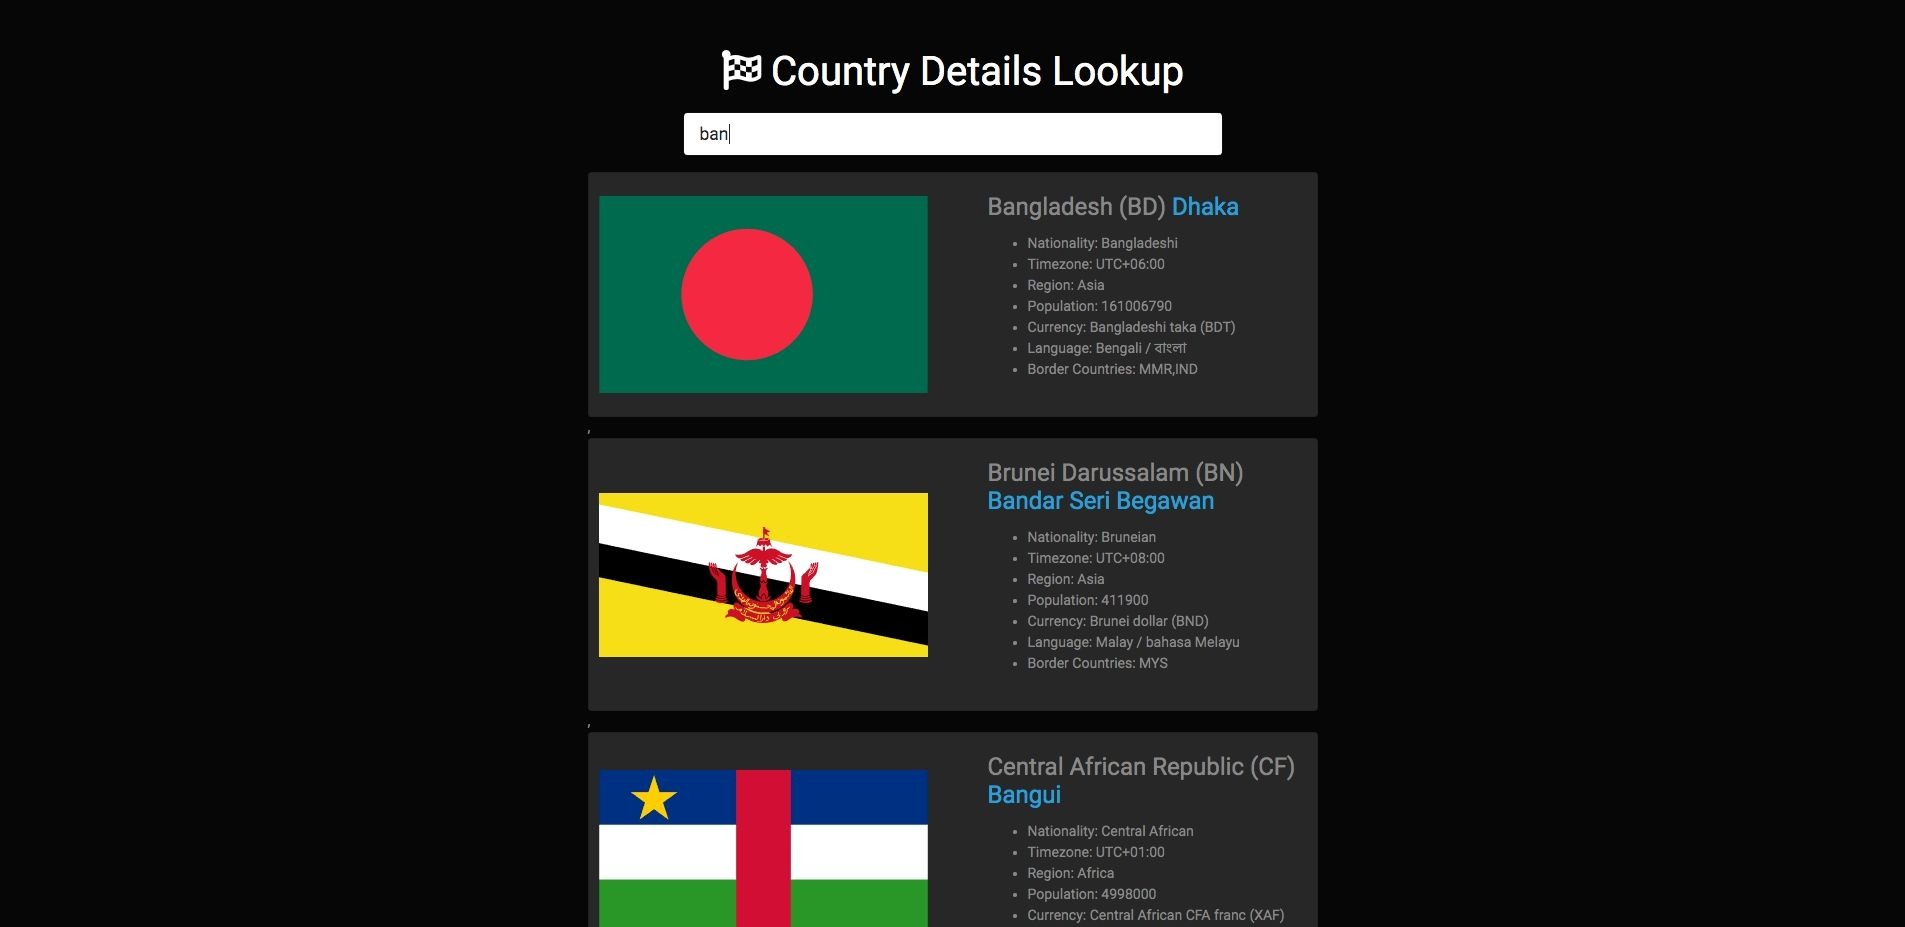 Country Details Lookup
ban
Bangladesh (BD) Dhaka
Nationality: Bangladeshi
Timezone: UTC+06:00
Region: Asia
Population: 161006790
Currency: Bangladeshi taka (BDT)
Language: Bengali / বাংলা
Border Countries: MMR,IND
,
Brunei Darussalam (BN)
Bandar Seri Begawan
Nationality: Bruneian
Timezone: UTC+08:00
Region: Asia
Population: 411900
Currency: Brunei dollar (BND)
Language: Malay / bahasa Melayu
Border Countries: MYS
,
Central African Republic (CF)
Bangui
Nationality: Central African
Timezone: UTC+01:00
Region: Africa
Population: 4998000
Currency: Central African CFA franc (XAF)